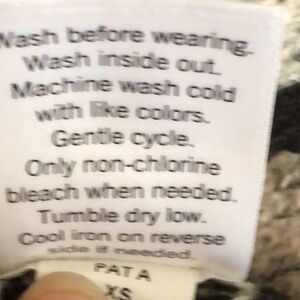 Wash before wearing.
Wash inside out.
Machine wash cold
with like colors.
Gentle cycle.
Only non-chlorine
bleach when needed.
Tumble dry low.
Cool iron on reverse
side if needed.
PAT A
XS